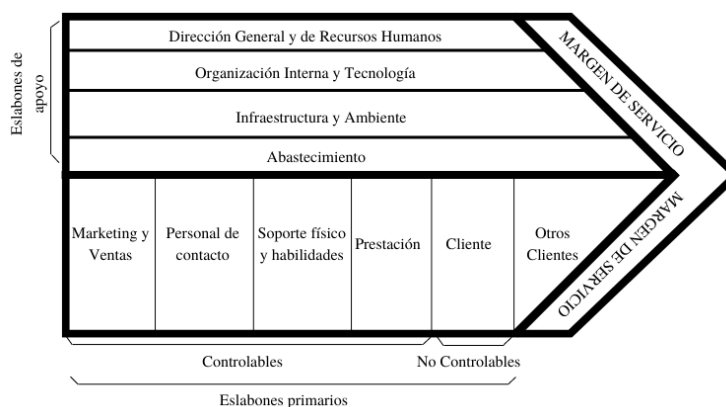 Eslabones de
apoyo
Dirección General y de Recursos Humanos
Organización Interna y Tecnología
Infraestructura y Ambiente
Abastecimiento
MARGEN DE SERVICIO
Marketing y
Ventas
Personal de
contacto
Soporte físico
y habilidades
Prestación
Cliente
Otros
Clientes
MARGEN DE SERVICIO
Controlables
No Controlables
Eslabones primarios